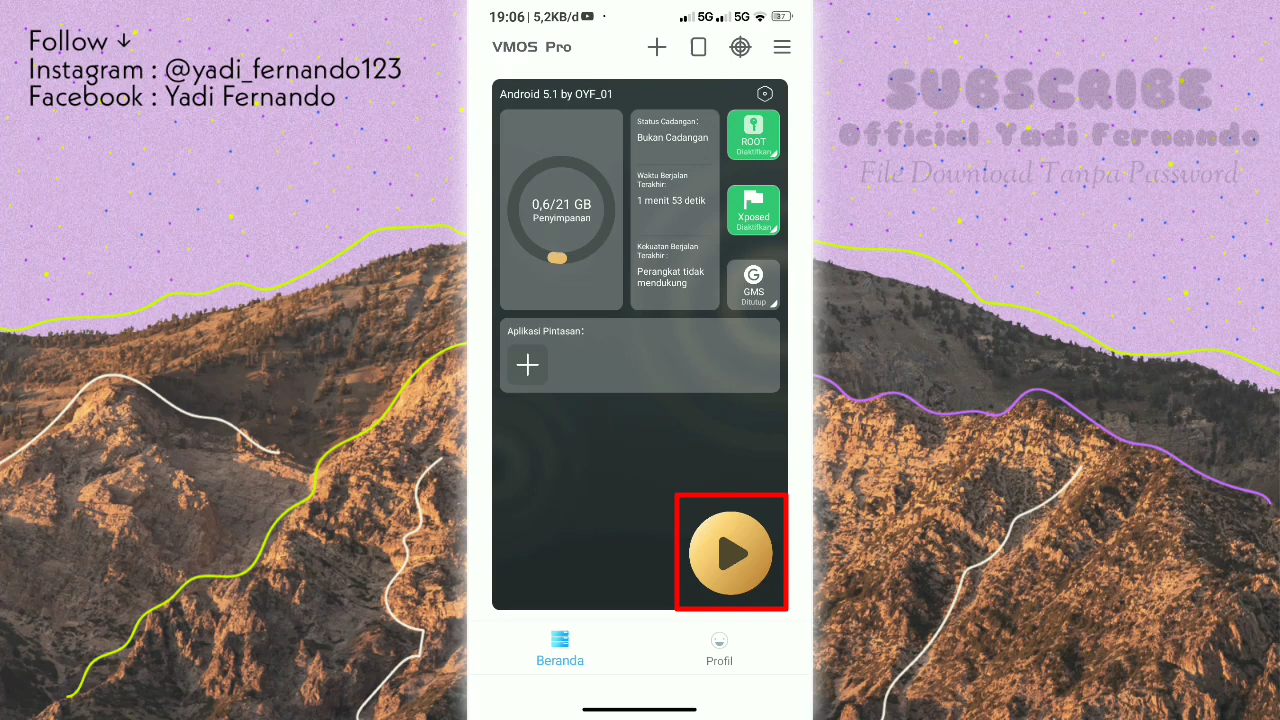 Follow ↓
Instagram : @yadi_fernando123
Facebook : Yadi Fernando
19:06 | 5,2KB/d
5G 5G 37
VMOS Pro
Android 5.1 by OYF_01
0,6/21 GB
Penyimpanan
Status Cadangan:
Bukan Cadangan
Waktu Berjalan
Terakhir:
1 menit 53 detik
Kekuatan Berjalan
Terakhir :
Perangkat tidak
mendukung
ROOT
Diaktifkan
Xposed
Diaktifkan
G
GMS
Ditutup
Aplikasi Pintasan:
Beranda
Profil
SUBSCRIBE
Official Yadi Fernando
File Download Tanpa Password